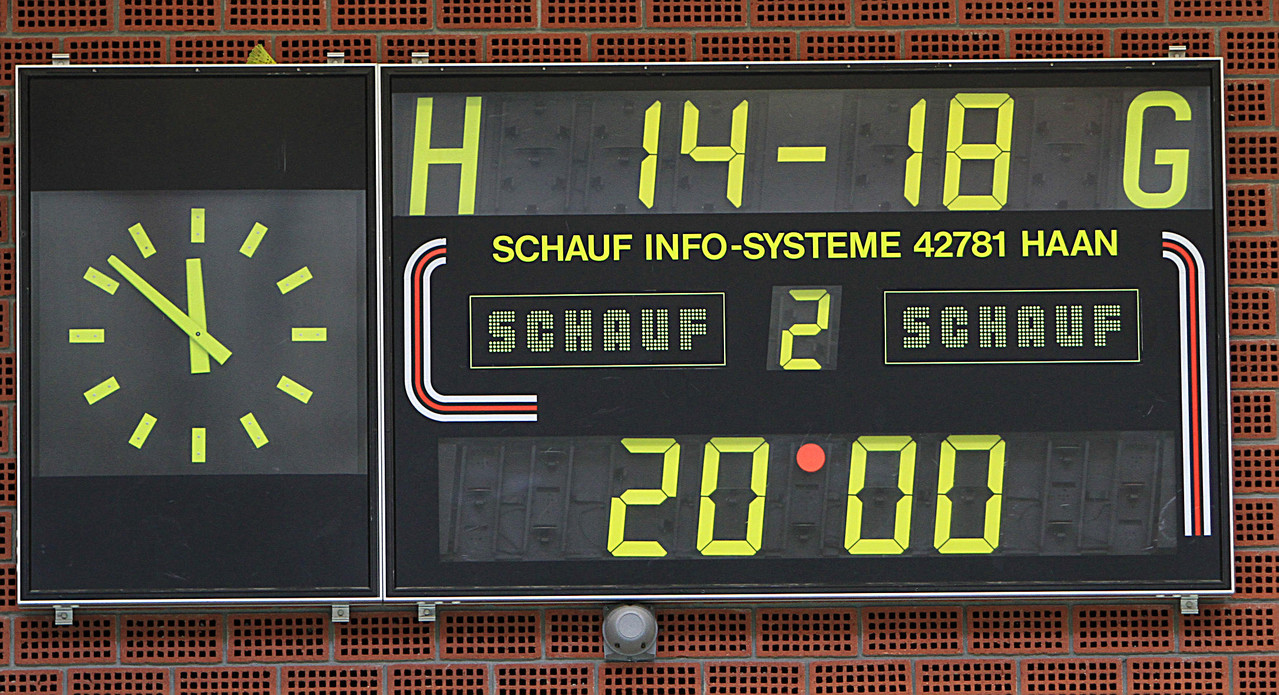 H 14-18 G
SCHAUF INFO-SYSTEME 42781 HAAN
SCHAUF 2 SCHAUF
20 00